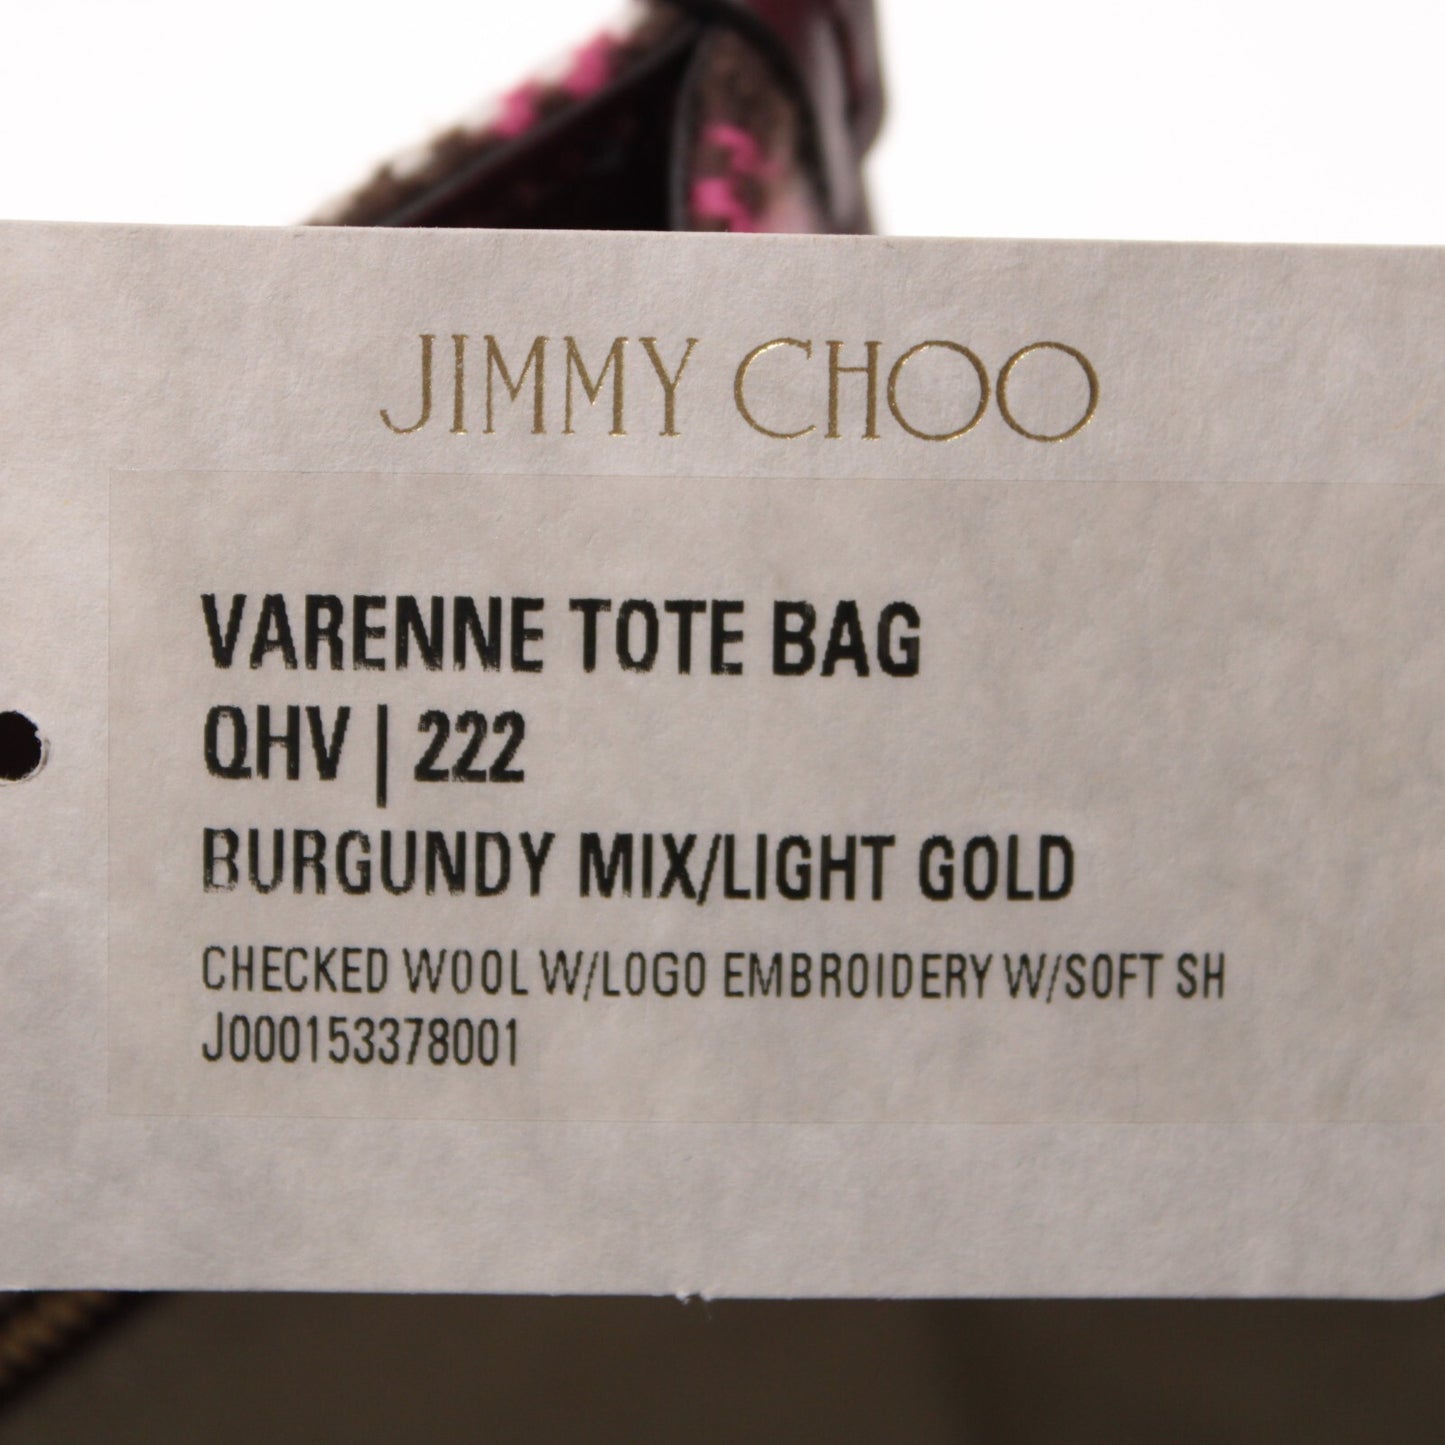 JIMMY CHOO
VARENNE TOTE BAG
QHV | 222
BURGUNDY MIX/LIGHT GOLD
CHECKED WOOL W/LOGO EMBROIDERY W/SOFT SH
J000153378001